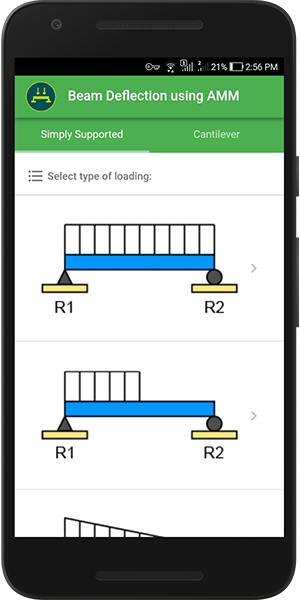 21% 2:56 PM
Beam Deflection using AMM
Simply Supported Cantilever
Select type of loading:
R1 R2
R1 R2